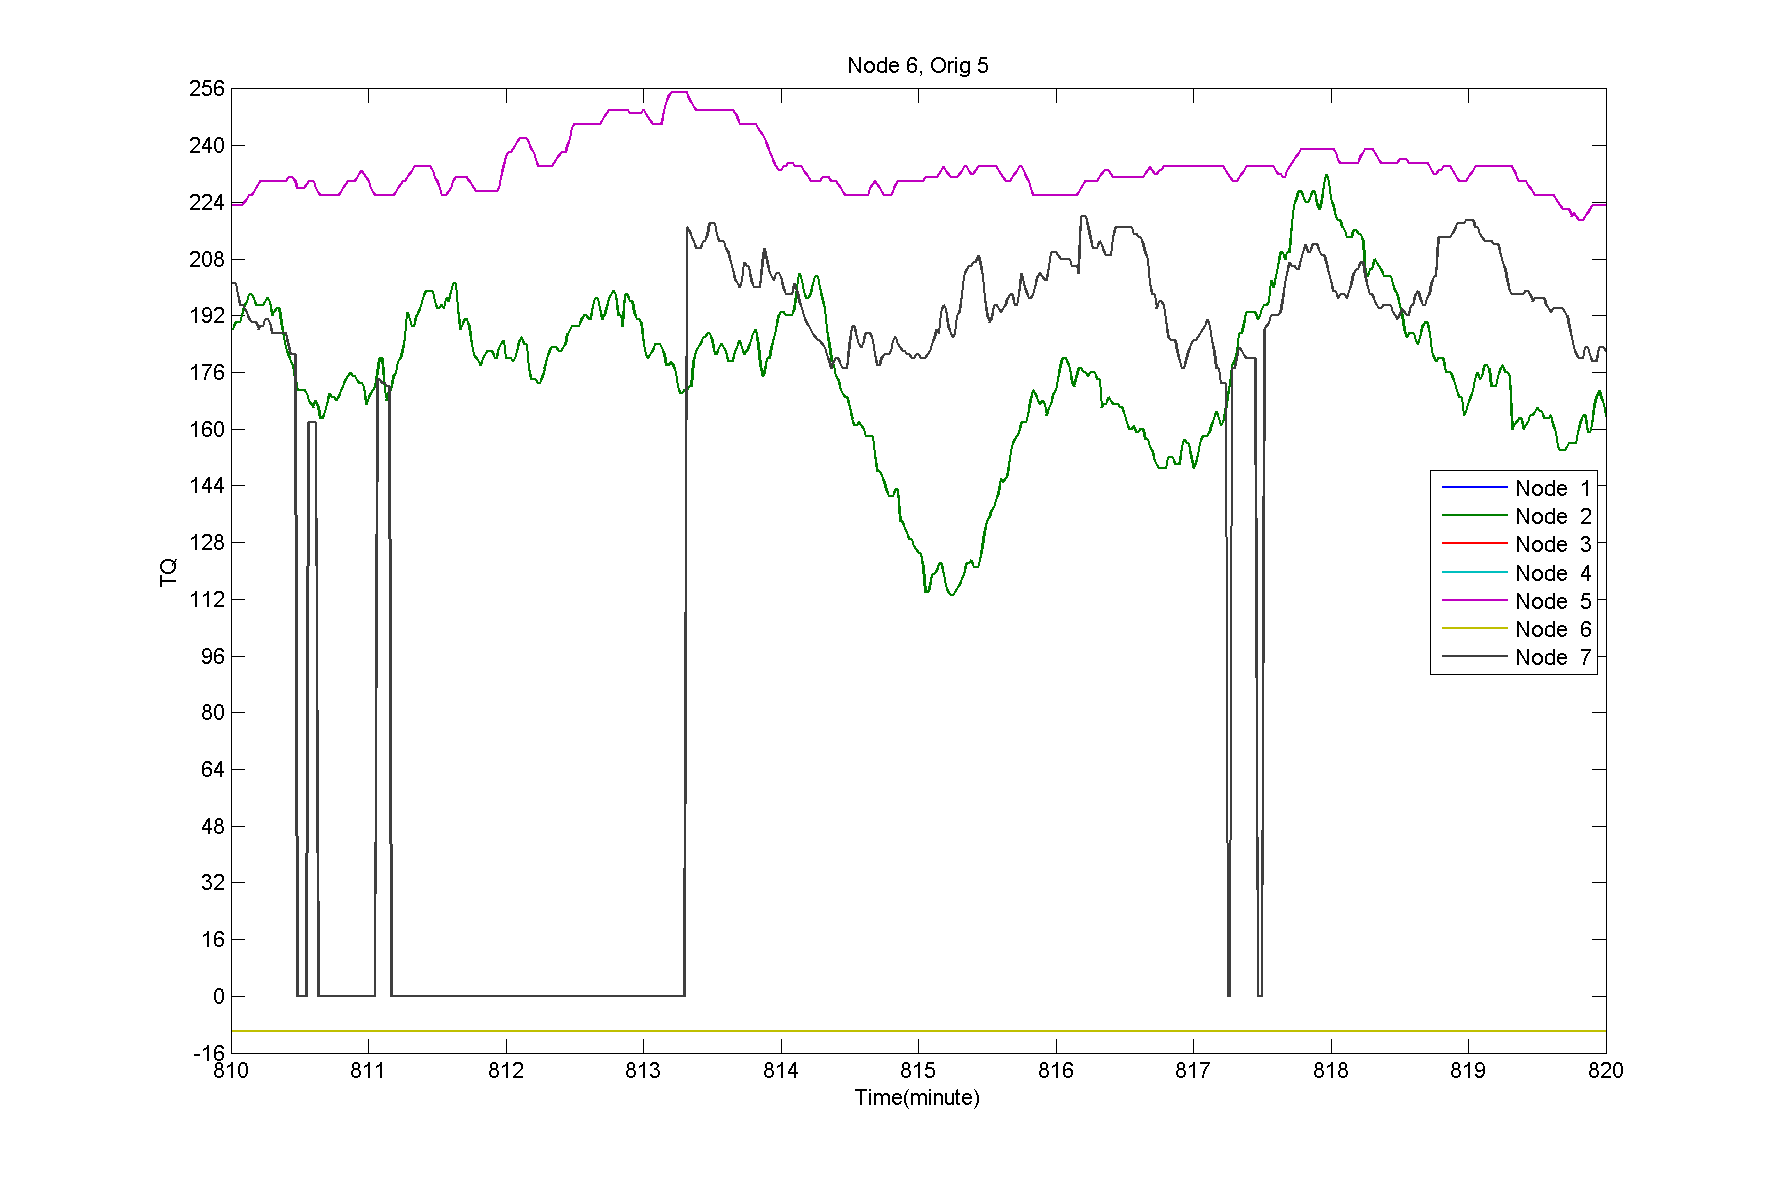 Node 6, Orig 5
256
240
224
208
192
176
160
144
128
112
96
80
64
48
32
16
0
-16
TQ
Node 1
Node 2
Node 3
Node 4
Node 5
Node 6
Node 7
810 811 812 813 814 815 816 817 818 819 820
Time(minute)